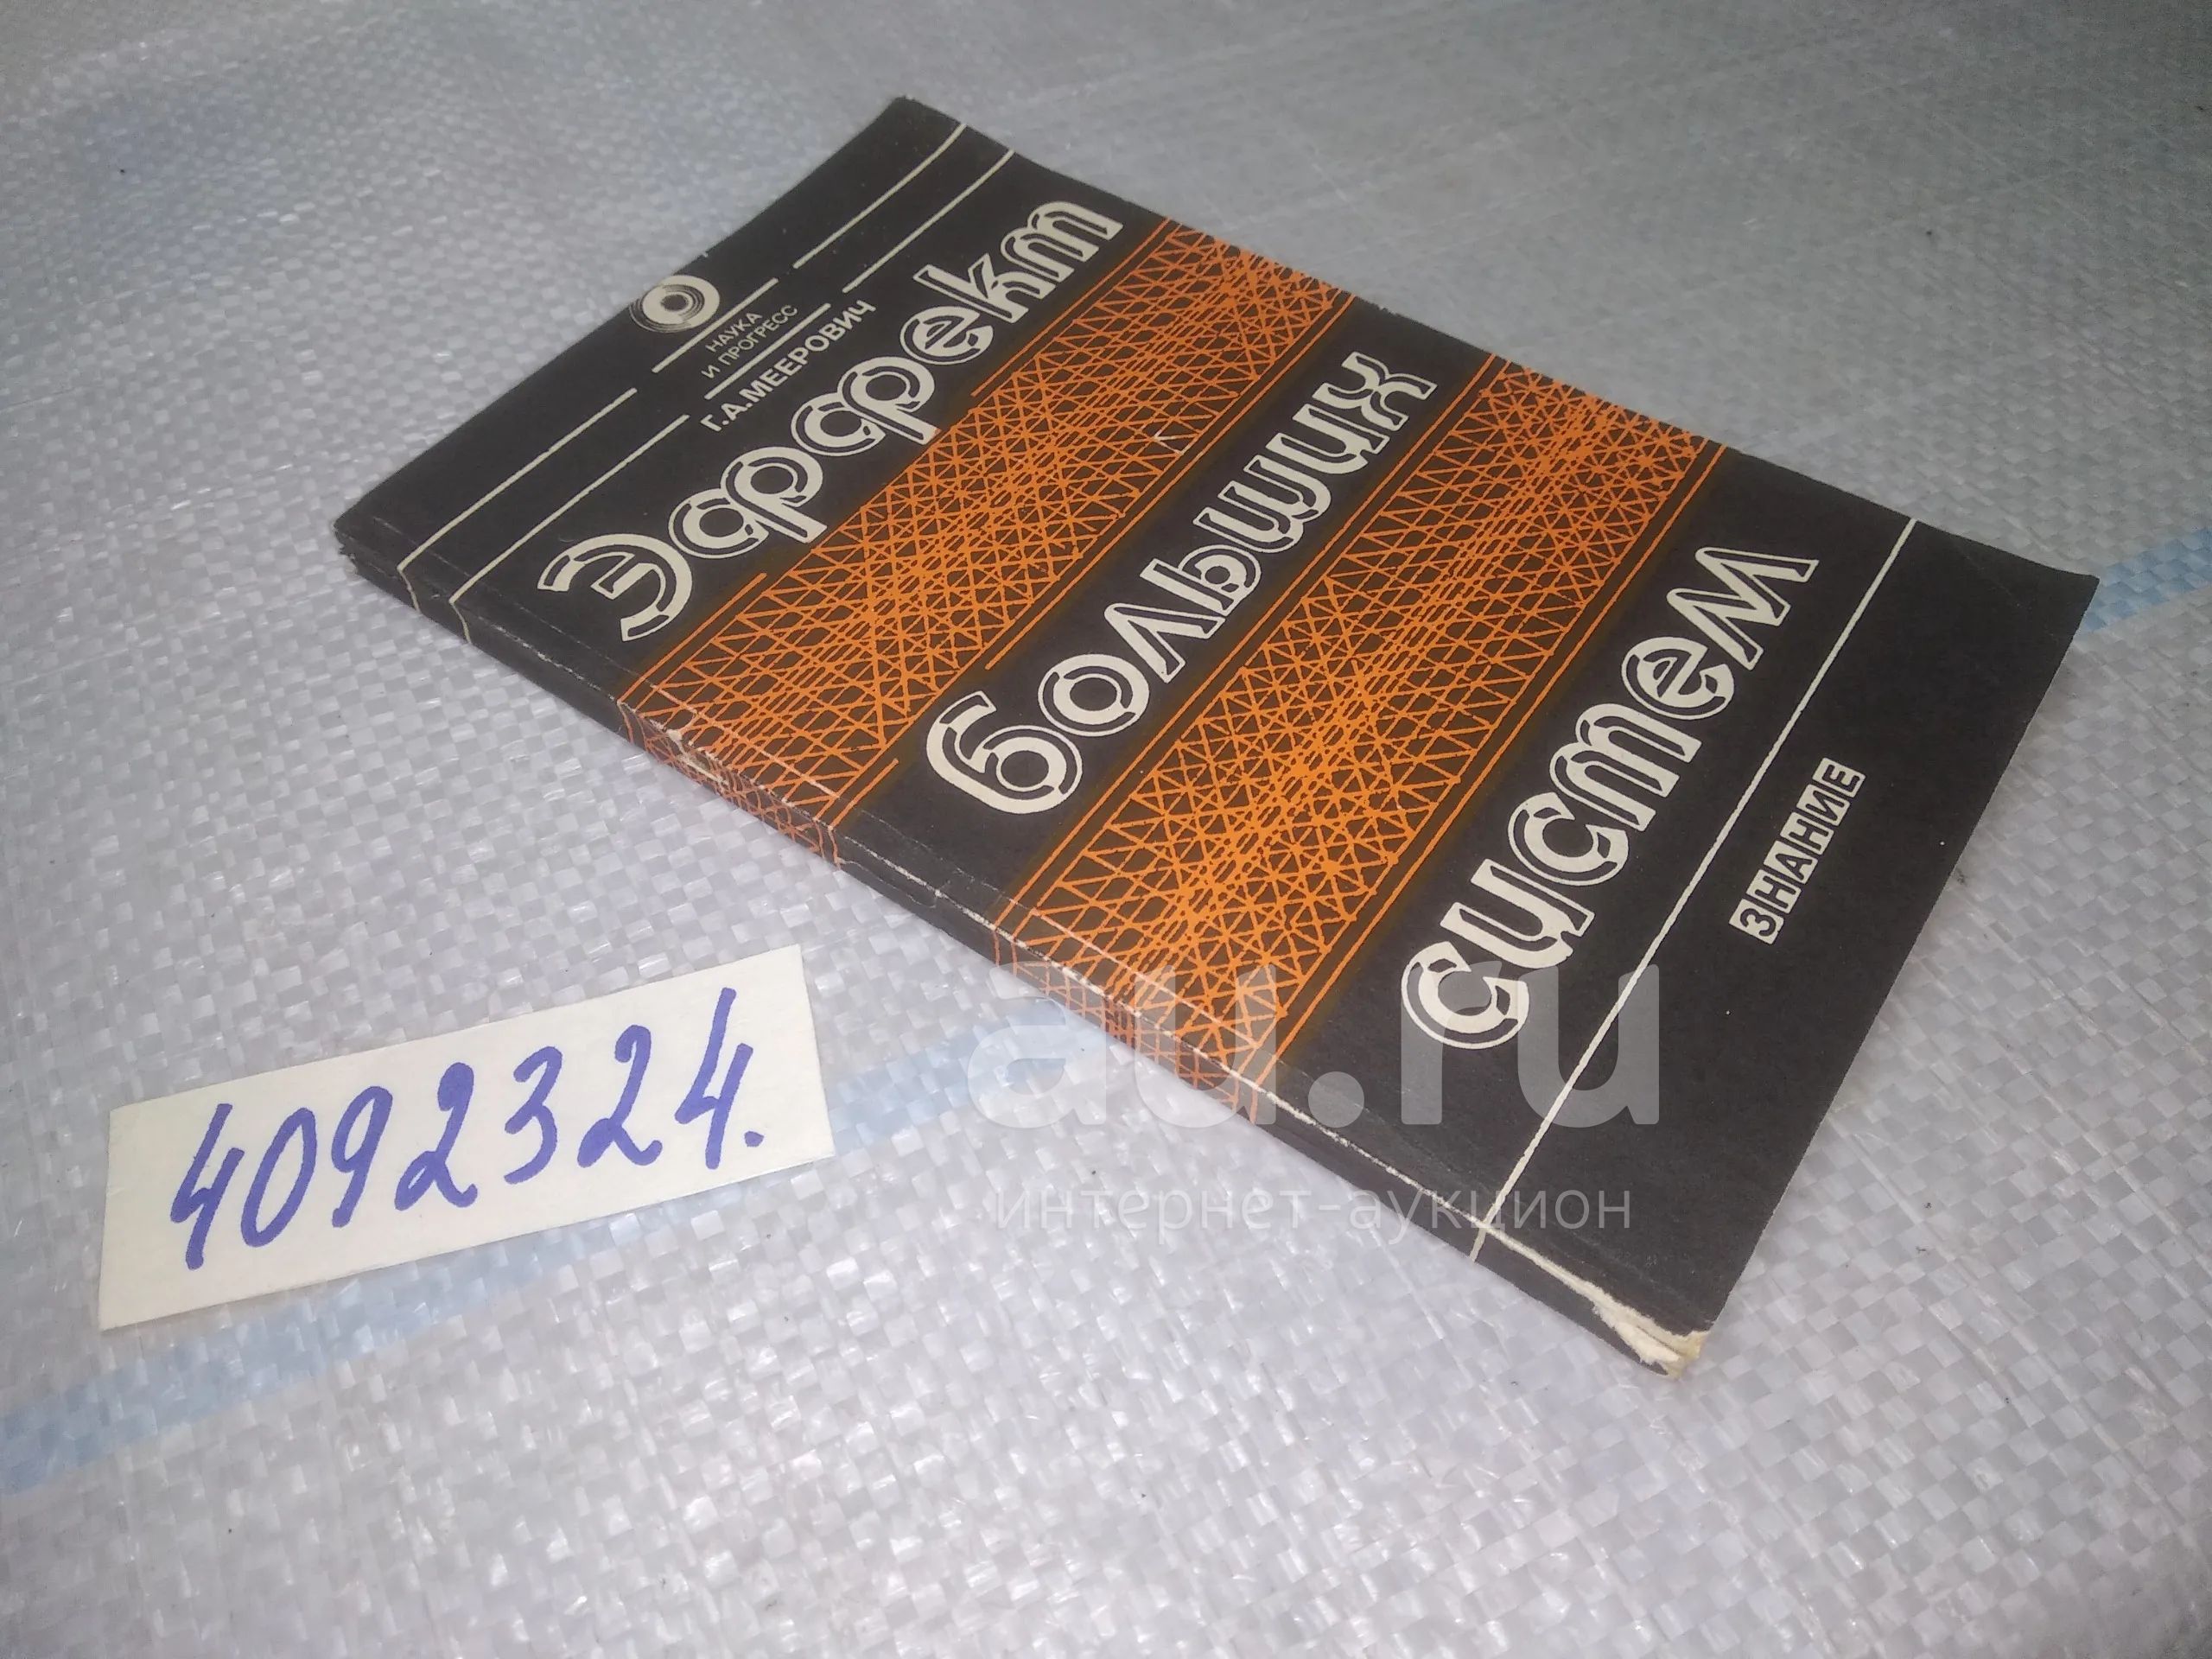 НАУКА
И ПРОГРЕСС
Г.А.МЕЕРОВИЧ
Эффект
больших
систем
ЗНАНИЕ
4092324.
au.ru
интернет-аукцион